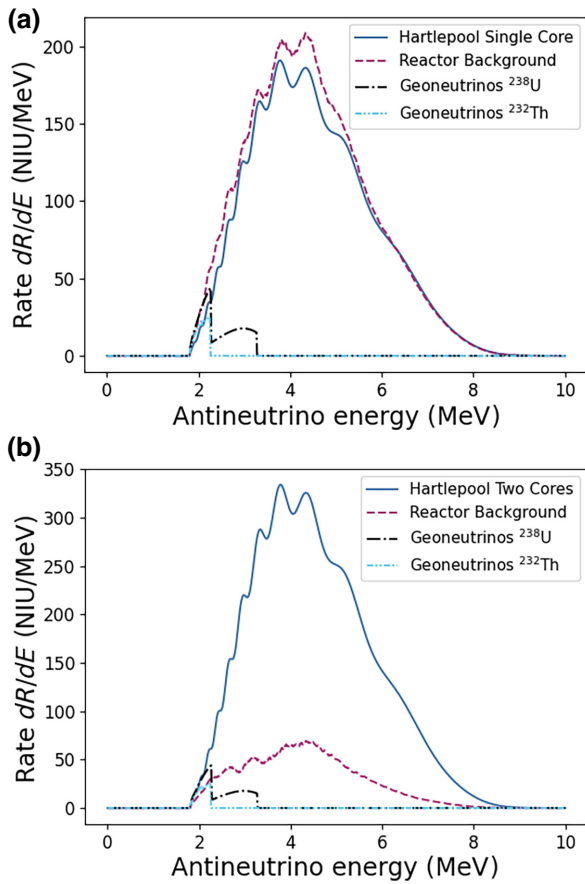 (a)
200
150
100
50
0
Rate dR/dE (NIU/MeV)
Hartlepool Single Core
Reactor Background
Geoneutrinos ²³⁸U
Geoneutrinos ²³²Th
0 2 4 6 8 10
Antineutrino energy (MeV)
(b)
350
300
250
200
150
100
50
0
Rate dR/dE (NIU/MeV)
Hartlepool Two Cores
Reactor Background
Geoneutrinos ²³⁸U
Geoneutrinos ²³²Th
0 2 4 6 8 10
Antineutrino energy (MeV)